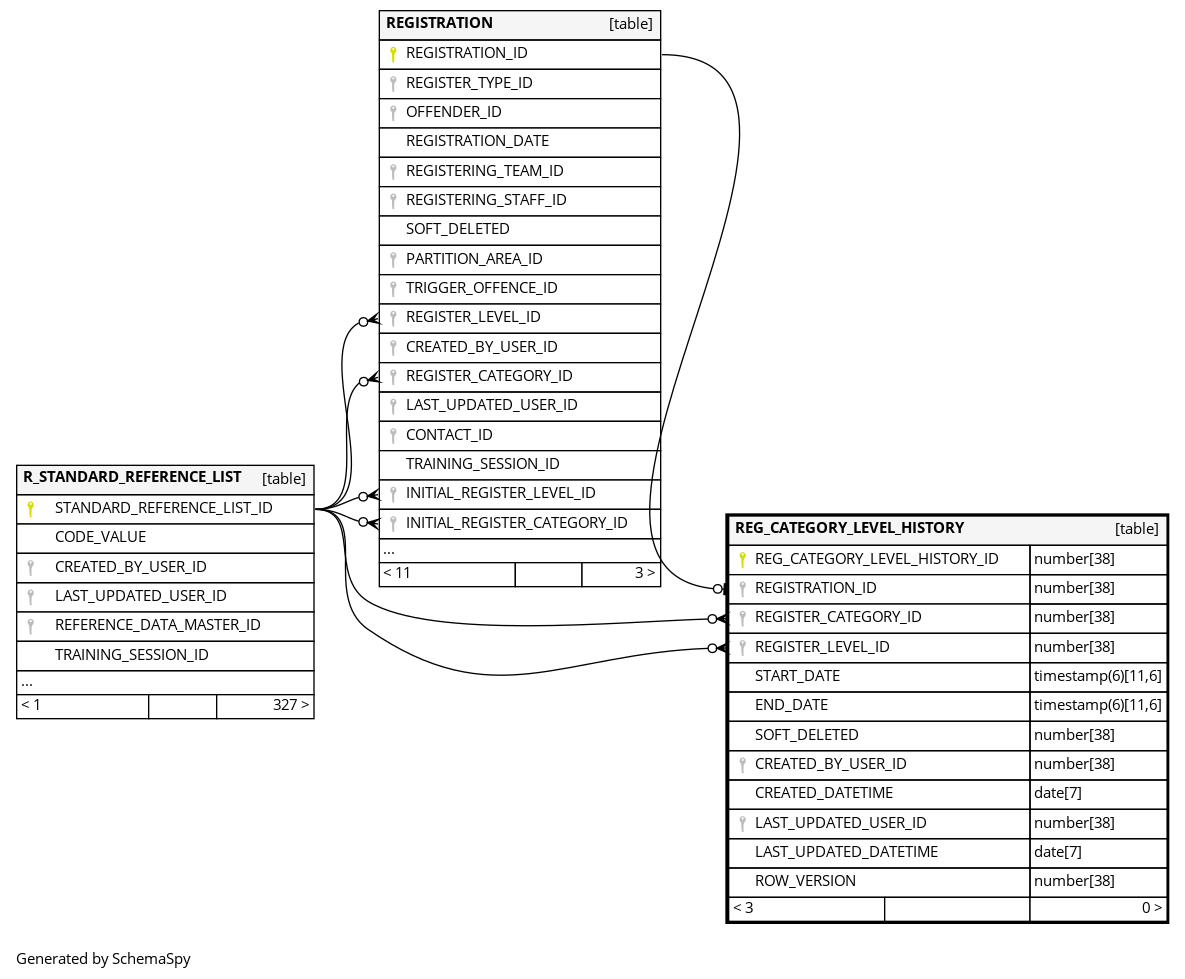 REGISTRATION [table]
REGISTRATION_ID
REGISTER_TYPE_ID
OFFENDER_ID
REGISTRATION_DATE
REGISTERING_TEAM_ID
REGISTERING_STAFF_ID
SOFT_DELETED
PARTITION_AREA_ID
TRIGGER_OFFENCE_ID
REGISTER_LEVEL_ID
CREATED_BY_USER_ID
REGISTER_CATEGORY_ID
LAST_UPDATED_USER_ID
CONTACT_ID
TRAINING_SESSION_ID
INITIAL_REGISTER_LEVEL_ID
INITIAL_REGISTER_CATEGORY_ID
...
< 11 3 >
R_STANDARD_REFERENCE_LIST [table]
STANDARD_REFERENCE_LIST_ID
CODE_VALUE
CREATED_BY_USER_ID
LAST_UPDATED_USER_ID
REFERENCE_DATA_MASTER_ID
TRAINING_SESSION_ID
...
< 1 327 >
REG_CATEGORY_LEVEL_HISTORY [table]
REG_CATEGORY_LEVEL_HISTORY_ID number[38]
REGISTRATION_ID number[38]
REGISTER_CATEGORY_ID number[38]
REGISTER_LEVEL_ID number[38]
START_DATE timestamp(6)[11,6]
END_DATE timestamp(6)[11,6]
SOFT_DELETED number[38]
CREATED_BY_USER_ID number[38]
CREATED_DATETIME date[7]
LAST_UPDATED_USER_ID number[38]
LAST_UPDATED_DATETIME date[7]
ROW_VERSION number[38]
< 3 0 >
Generated by SchemaSpy